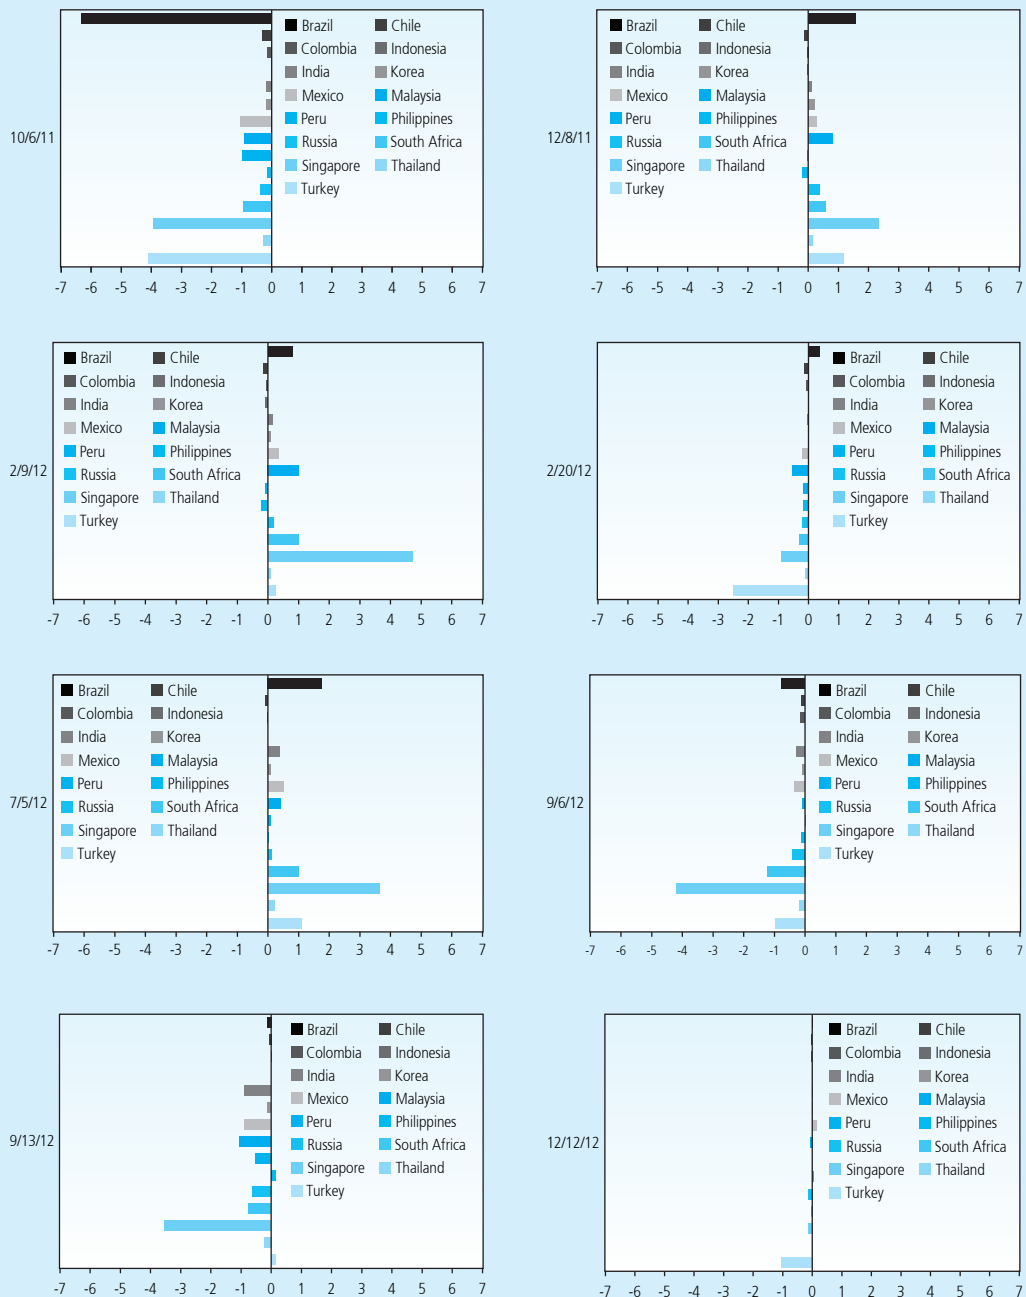 Brazil Chile
Colombia Indonesia
India Korea
Mexico Malaysia
10/6/11 Peru Philippines
Russia South Africa
Singapore Thailand
Turkey
-7 -6 -5 -4 -3 -2 -1 0 1 2 3 4 5 6 7
Brazil Chile
Colombia Indonesia
India Korea
Mexico Malaysia
12/8/11 Peru Philippines
Russia South Africa
Singapore Thailand
Turkey
-7 -6 -5 -4 -3 -2 -1 0 1 2 3 4 5 6 7
Brazil Chile
Colombia Indonesia
India Korea
Mexico Malaysia
Peru Philippines
2/9/12 Russia South Africa
Singapore Thailand
Turkey
-7 -6 -5 -4 -3 -2 -1 0 1 2 3 4 5 6 7
Brazil Chile
Colombia Indonesia
India Korea
Mexico Malaysia
Peru Philippines
2/20/12 Russia South Africa
Singapore Thailand
Turkey
-7 -6 -5 -4 -3 -2 -1 0 1 2 3 4 5 6 7
Brazil Chile
Colombia Indonesia
India Korea
Mexico Malaysia
Peru Philippines
7/5/12 Russia South Africa
Singapore Thailand
Turkey
-7 -6 -5 -4 -3 -2 -1 0 1 2 3 4 5 6 7
Brazil Chile
Colombia Indonesia
India Korea
Mexico Malaysia
Peru Philippines
9/6/12 Russia South Africa
Singapore Thailand
Turkey
-7 -6 -5 -4 -3 -2 -1 0 1 2 3 4 5 6 7
Brazil Chile
Colombia Indonesia
India Korea
Mexico Malaysia
Peru Philippines
9/13/12 Russia South Africa
Singapore Thailand
Turkey
-7 -6 -5 -4 -3 -2 -1 0 1 2 3 4 5 6 7
Brazil Chile
Colombia Indonesia
India Korea
Mexico Malaysia
Peru Philippines
12/12/12 Russia South Africa
Singapore Thailand
Turkey
-7 -6 -5 -4 -3 -2 -1 0 1 2 3 4 5 6 7